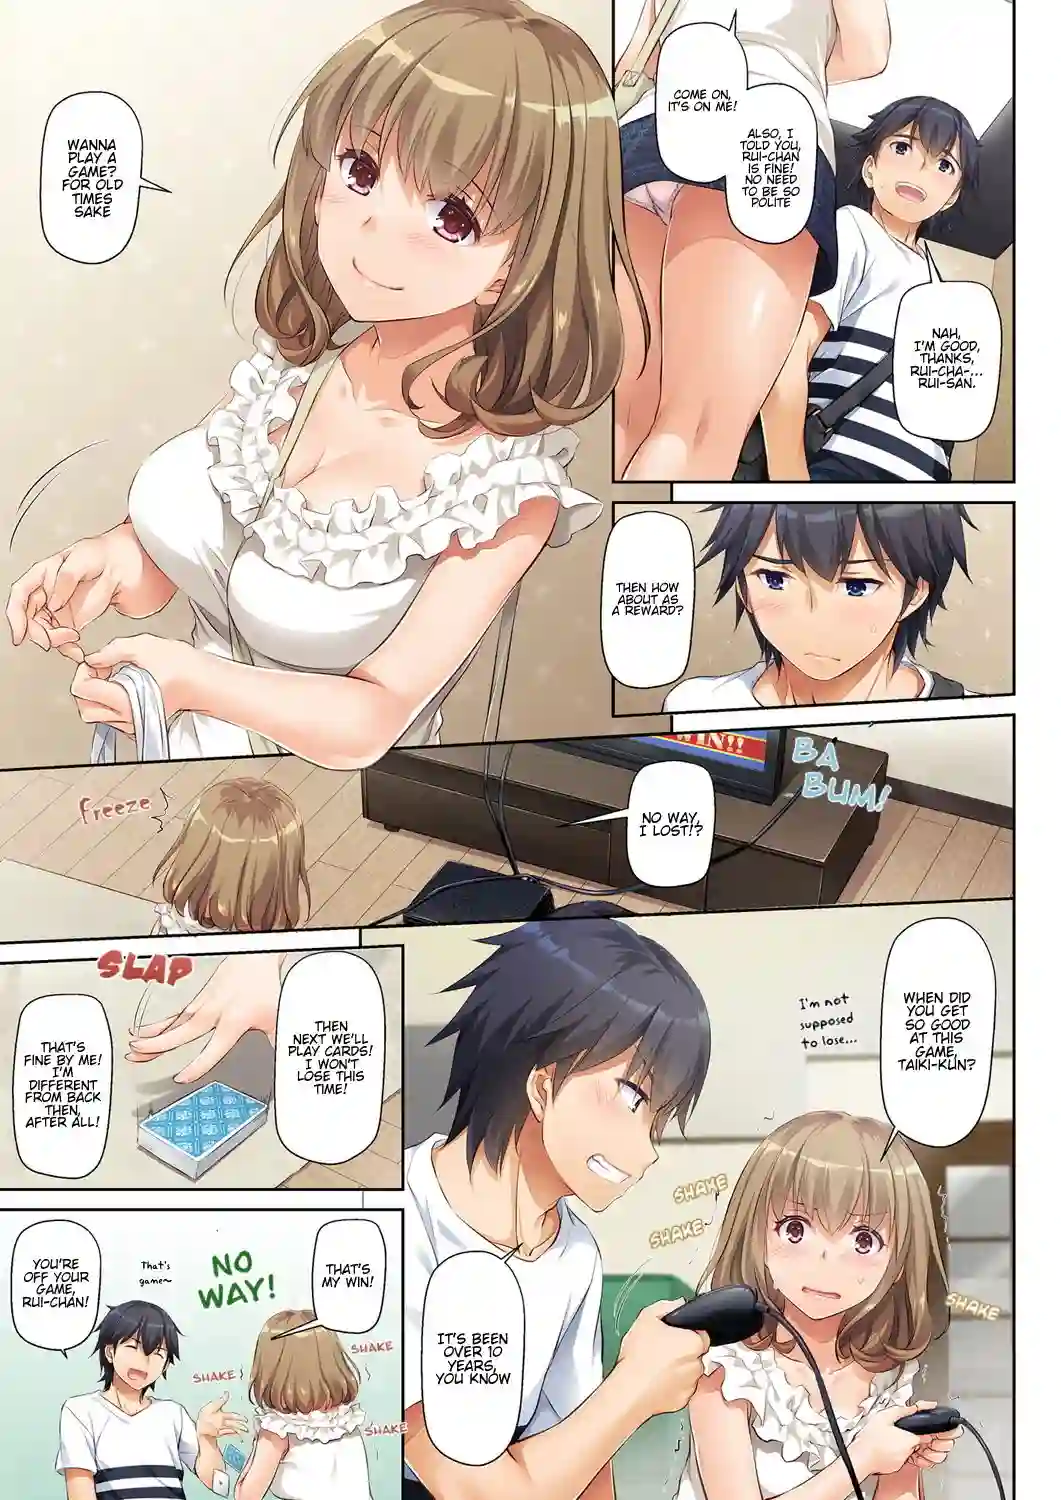 COME ON,
IT'S ON ME!
ALSO, I
TOLD YOU,
RUI-CHAN
IS FINE!
NO NEED
TO BE SO
POLITE
NAH,
I'M GOOD,
THANKS,
RUI-CHA-...
RUI-SAN.
WANNA
PLAY A
GAME?
FOR OLD
TIMES
SAKE
THEN HOW
ABOUT AS
A REWARD?
WIN!!
BA
BUM!
NO WAY,
I LOST!?
Freeze
WHEN DID
YOU GET
SO GOOD
AT THIS
GAME,
TAIKI-KUN?
I'm not
supposed
to lose...
SHAKE
SHAKE
SHAKE
IT'S BEEN
OVER 10
YEARS,
YOU KNOW
SLAP
THEN
NEXT WE'LL
PLAY CARDS!
I WON'T
LOSE THIS
TIME!
THAT'S
FINE BY ME!
I'M
DIFFERENT
FROM BACK
THEN,
AFTER ALL!
THAT'S
MY WIN!
NO
WAY!
That's
game~
YOU'RE
OFF YOUR
GAME,
RUI-CHAN!
SHAKE
SHAKE
SHAKE